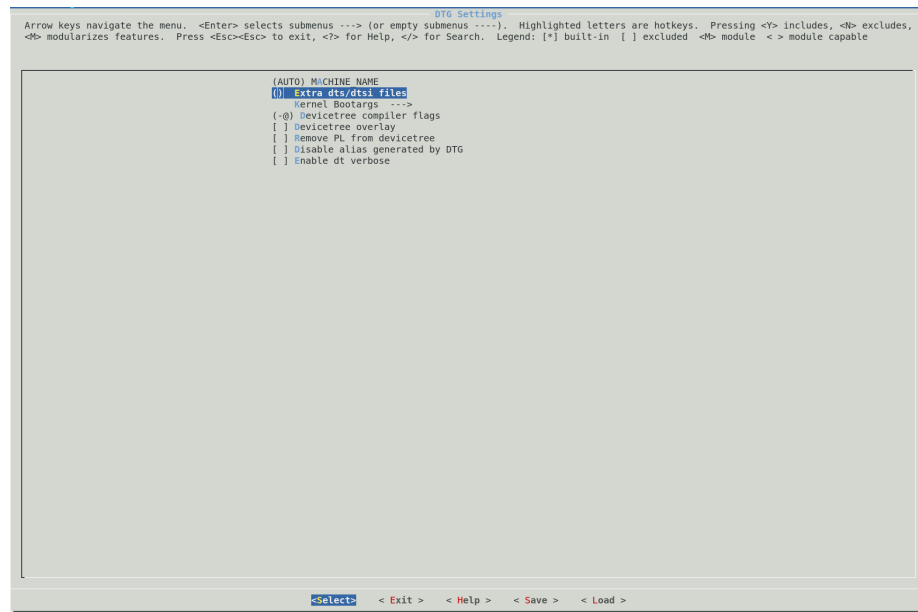 DTG Settings
Arrow keys navigate the menu.  <Enter> selects submenus ---> (or empty submenus ----).  Highlighted letters are hotkeys.  Pressing <Y> includes, <N> excludes,
<M> modularizes features.  Press <Esc><Esc> to exit, <?> for Help, </> for Search.  Legend: [*] built-in  [ ] excluded  <M> module  < > module capable
(AUTO) MACHINE NAME
()  Extra dts/dtsi files
Kernel Bootargs  --->
(-@) Devicetree compiler flags
[ ] Devicetree overlay
[ ] Remove PL from devicetree
[ ] Disable alias generated by DTG
[ ] Enable dt verbose
<Select>    < Exit >    < Help >    < Save >    < Load >